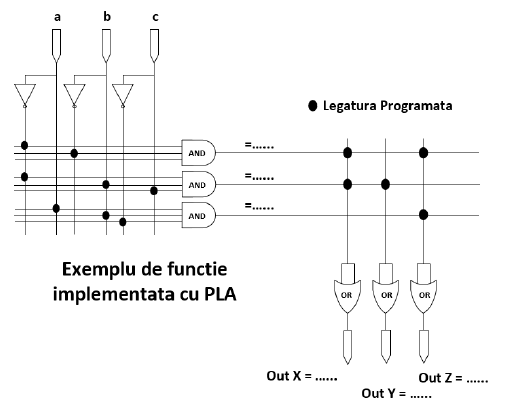 a b c
Legatura Programata
AND =......
AND =......
AND =......
Exemplu de functie
implementata cu PLA
OR OR OR
Out X = ......
Out Y = ......
Out Z = ......